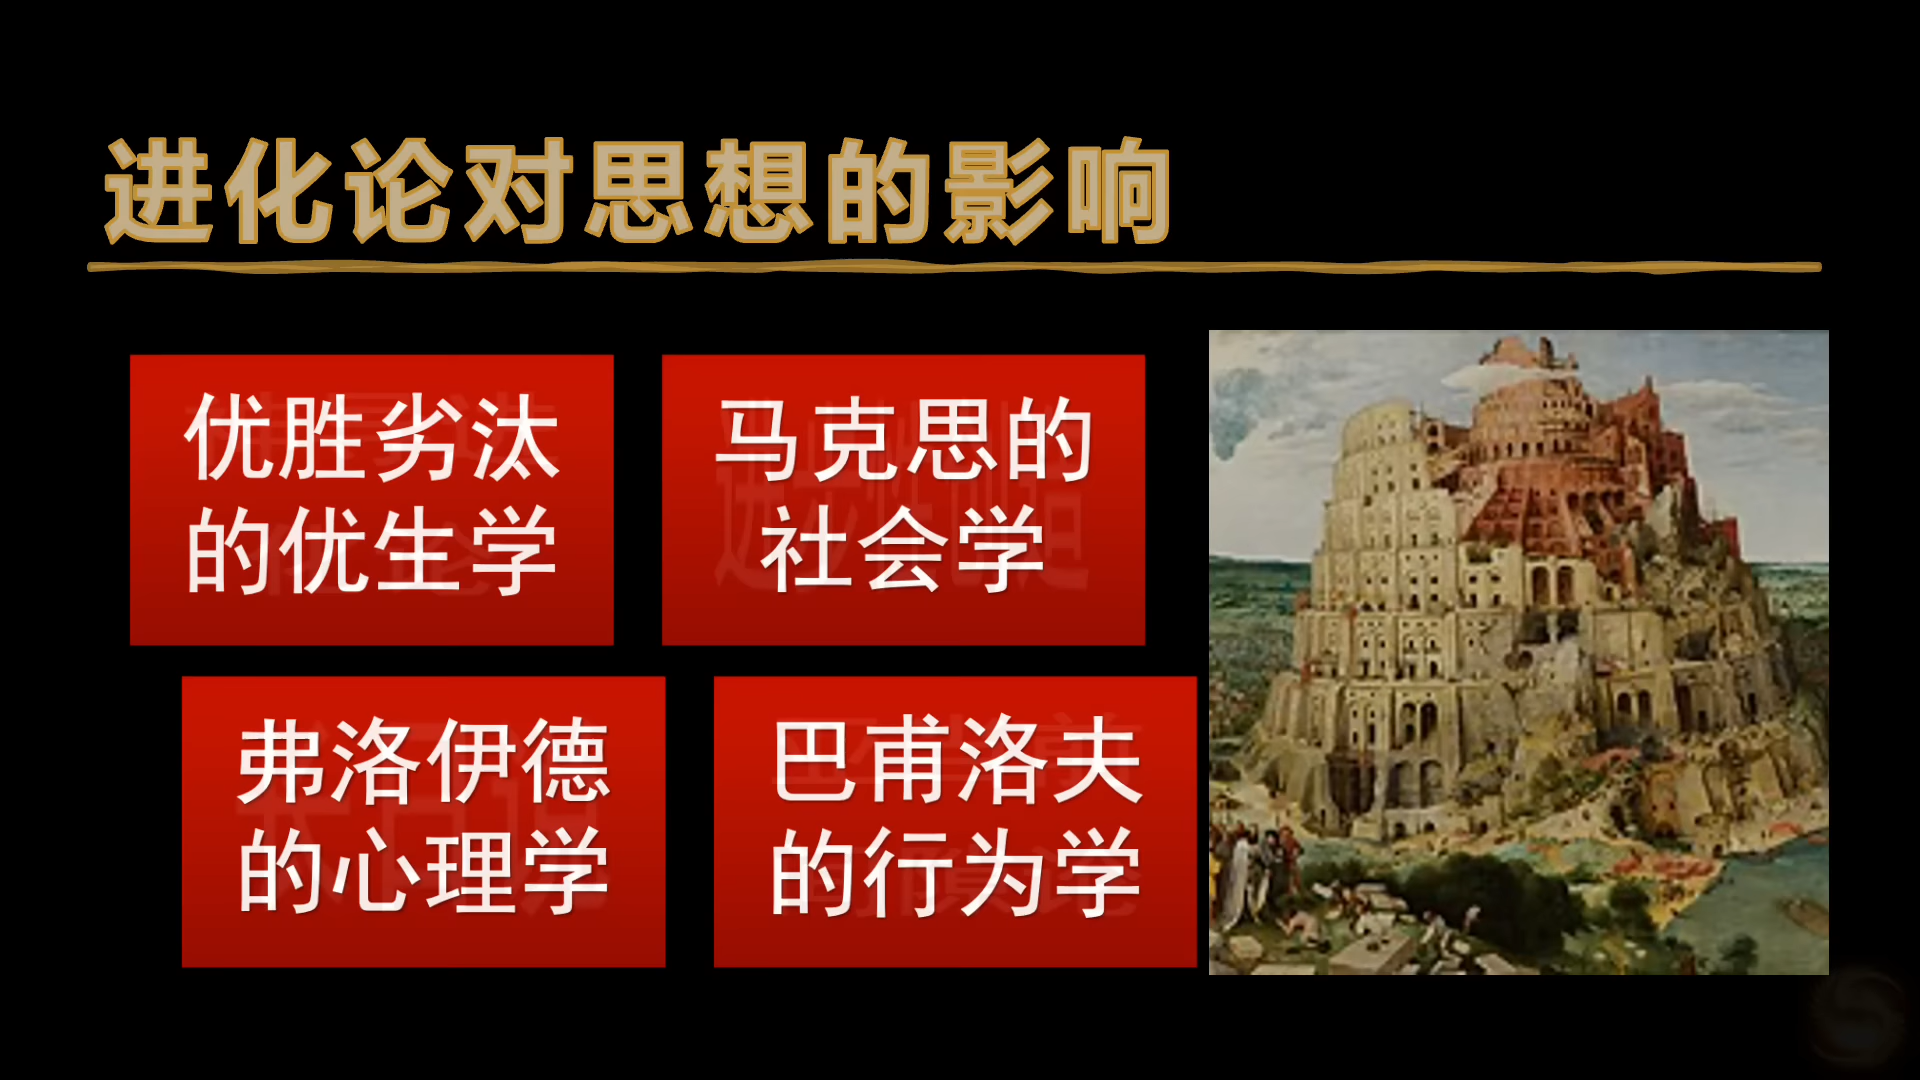 进化论对思想的影响
优胜劣汰
的优生学
马克思的
社会学
弗洛伊德
的心理学
巴甫洛夫
的行为学